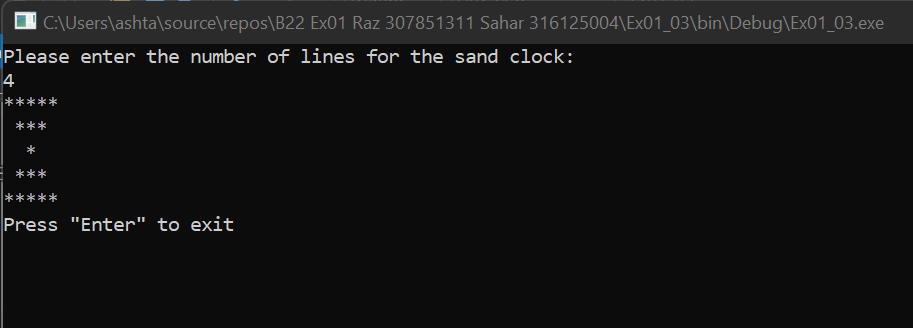 C:\Users\ashta\source\repos\B22 Ex01 Raz 307851311 Sahar 316125004\Ex01_03\bin\Debug\Ex01_03.exe
Please enter the number of lines for the sand clock:
4
*****
 ***
  *
 ***
*****
Press "Enter" to exit